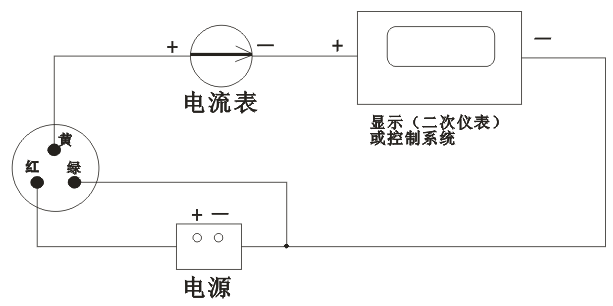 + — + —
电流表
显示（二次仪表）
或控制系统
黄
红 绿
+ —
电源